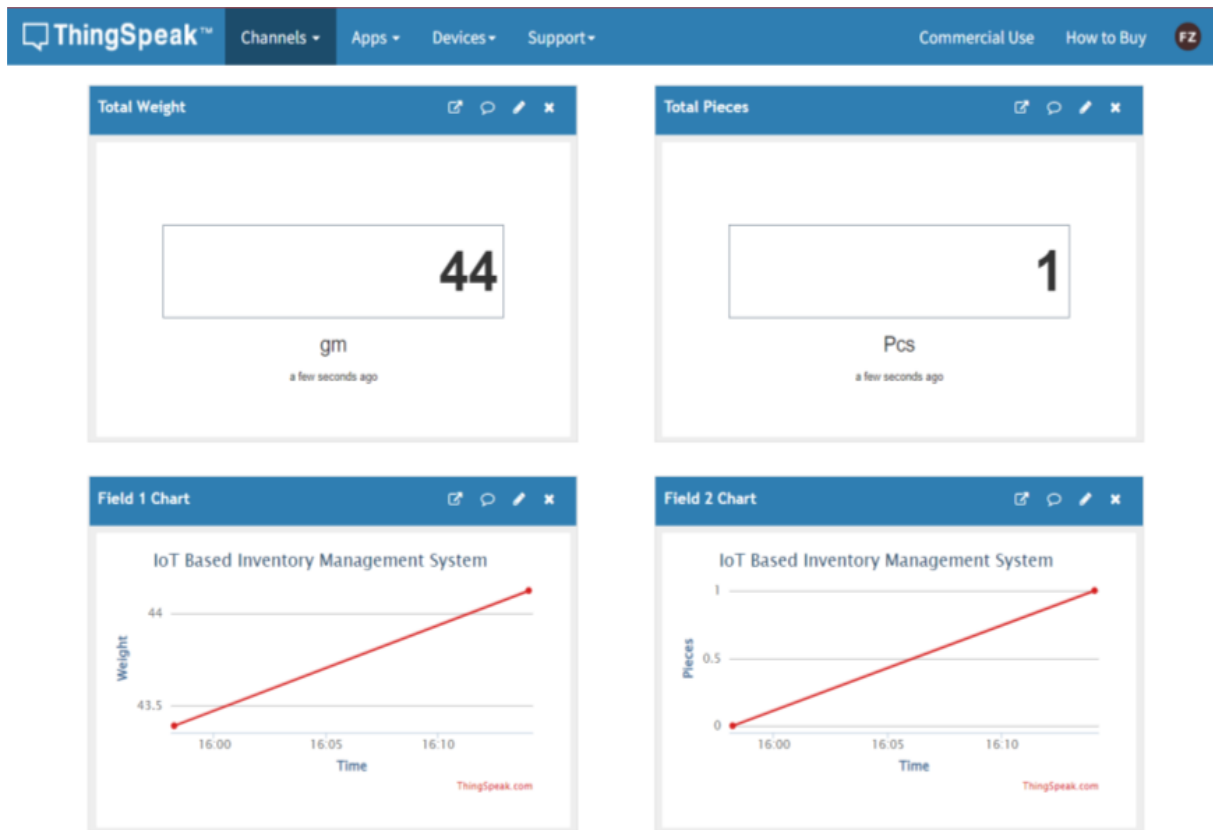 ThingSpeak™ Channels Apps Devices Support Commercial Use How to Buy FZ
Total Weight
44
gm
a few seconds ago
Total Pieces
1
Pcs
a few seconds ago
Field 1 Chart
IoT Based Inventory Management System
44
43.5
Weight
16:00 16:05 16:10
Time
ThingSpeak.com
Field 2 Chart
IoT Based Inventory Management System
1
0.5
0
Pieces
16:00 16:05 16:10
Time
ThingSpeak.com